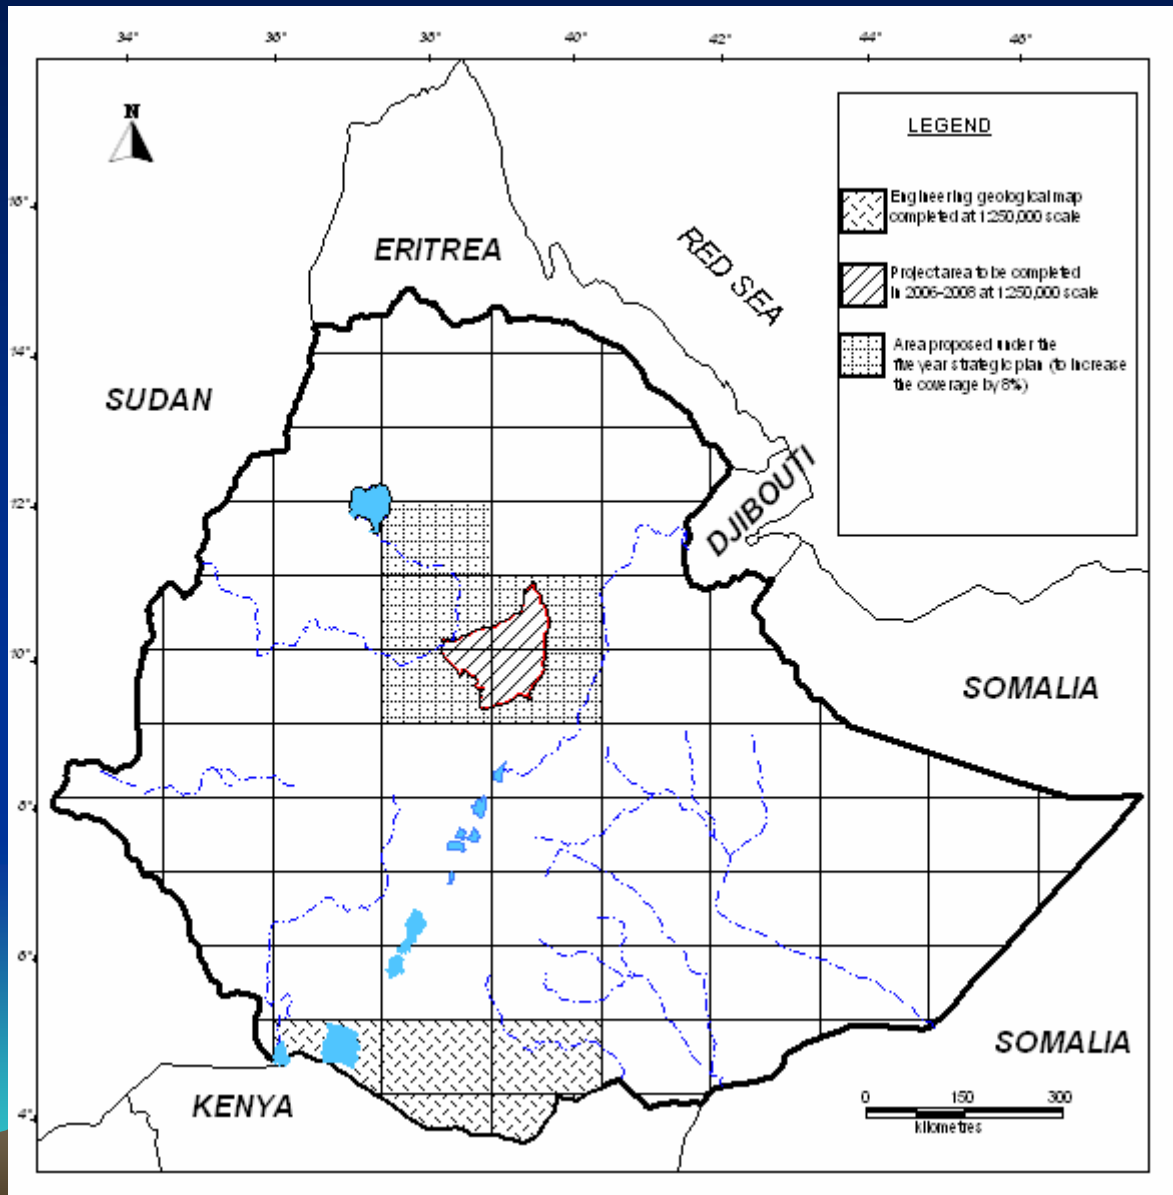 34° 36° 38° 40° 42° 44° 46°
N
LEGEND
Engineering geological map
completed at 1:250,000 scale
Project area to be completed
in 2006-2008 at 1:250,000 scale
Area proposed under the
five year strategic plan (to increase
the coverage by 8%)
16°
ERITREA
RED SEA
14°
SUDAN
12°
DJIBOUTI
10°
SOMALIA
8°
6°
SOMALIA
KENYA
4°
0 150 300
kilometres